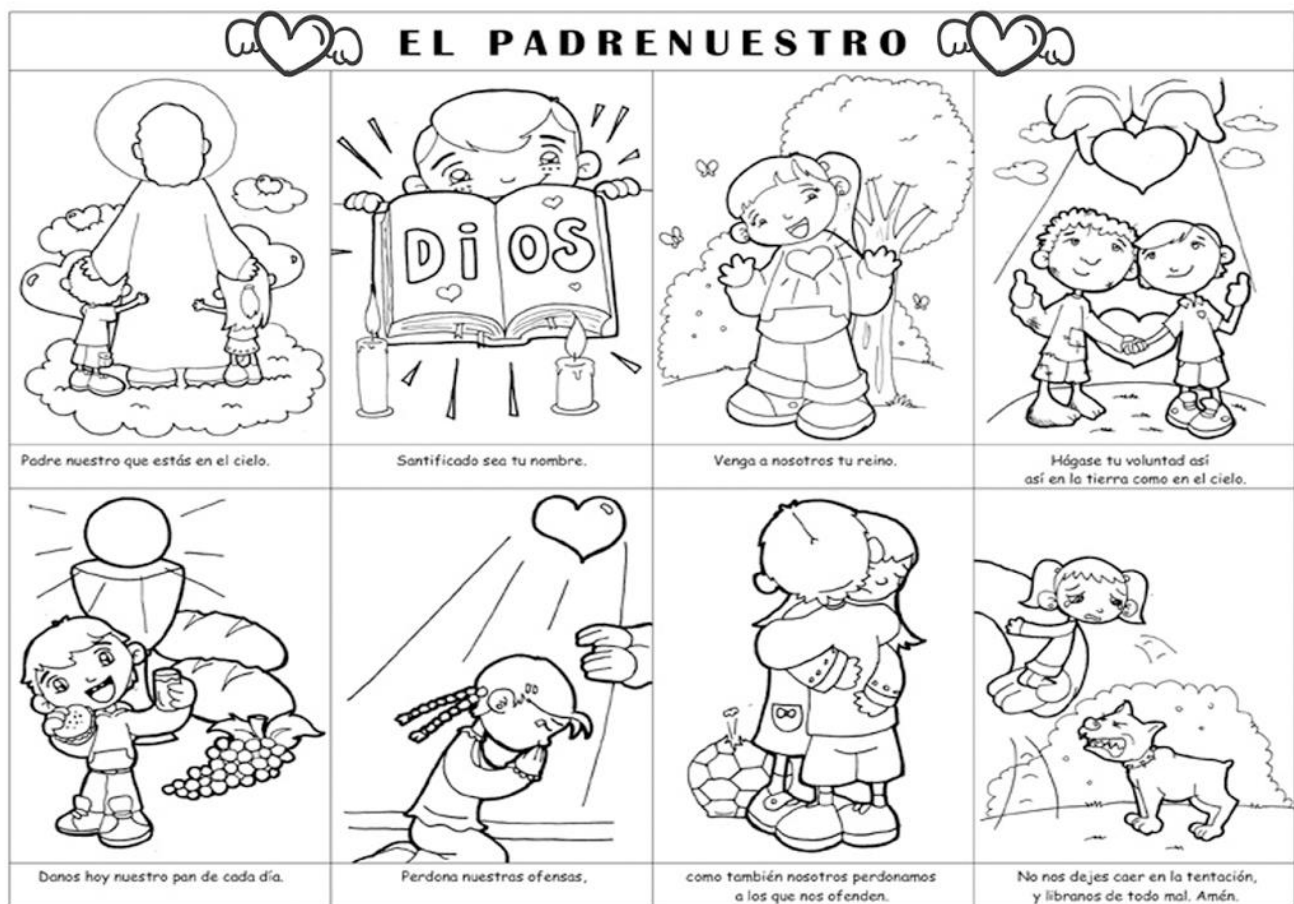 EL PADRENUESTRO
DiOS
Padre nuestro que estás en el cielo.
Santificado sea tu nombre.
Venga a nosotros tu reino.
Hágase tu voluntad así
así en la tierra como en el cielo.
Danos hoy nuestro pan de cada día.
Perdona nuestras ofensas,
como también nosotros perdonamos
a los que nos ofenden.
No nos dejes caer en la tentación,
y libranos de todo mal. Amén.